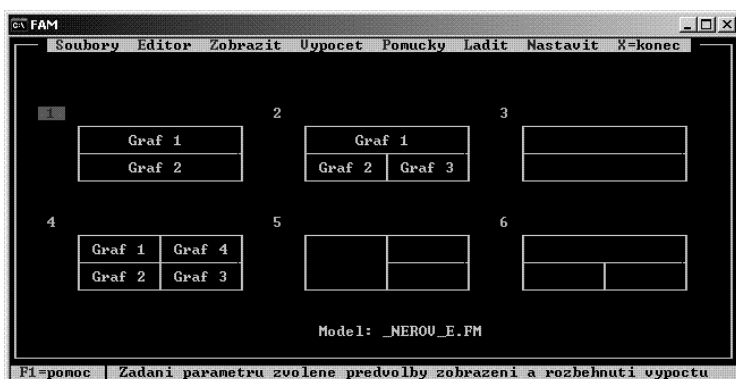 FAM
Soubory Editor Zobrazit Vypocet Pomucky Ladit Nastavit X=konec
1 2 3
Graf 1 Graf 1
Graf 2 Graf 2 Graf 3
4 5 6
Graf 1 Graf 4
Graf 2 Graf 3
Model: _NEROV_E.FM
F1=pomoc Zadani parametru zvolene predvolby zobrazeni a rozbehnuti vypoctu